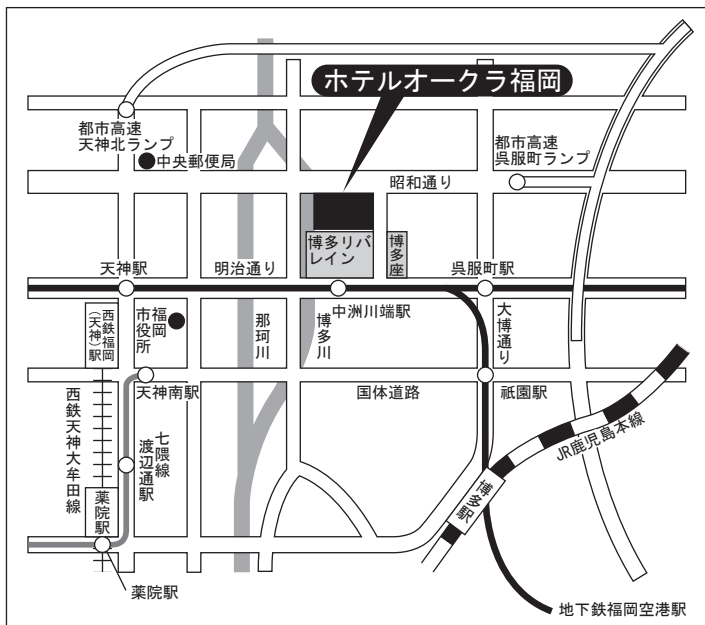 ホテルオークラ福岡
都市高速
天神北ランプ
中央郵便局
都市高速
呉服町ランプ
昭和通り
博多リバ
レイン
博多座
天神駅
明治通り
呉服町駅
中洲川端駅
西鉄福岡
(天神)駅
福岡
市役所
那珂川
博多川
大博通り
天神南駅
国体道路
祇園駅
西鉄天神大牟田線
七隈線
渡辺通駅
JR鹿児島本線
博多駅
薬院駅
薬院駅
地下鉄福岡空港駅